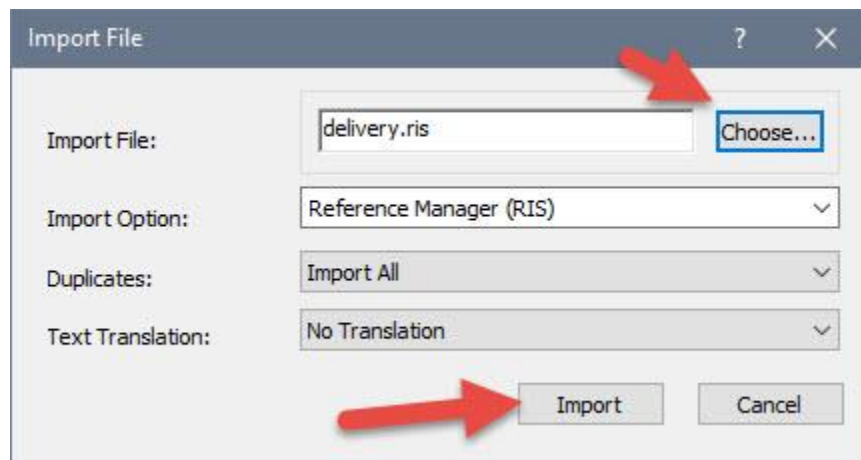 Import File
?
Import File:
delivery.ris
Choose...
Import Option:
Reference Manager (RIS)
Duplicates:
Import All
Text Translation:
No Translation
Import
Cancel